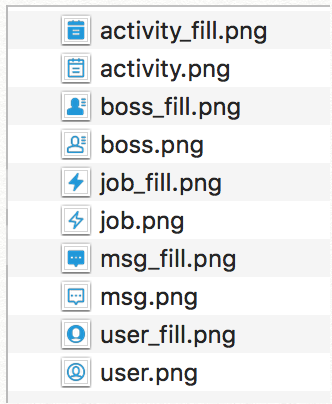 activity_fill.png
activity.png
boss_fill.png
boss.png
job_fill.png
job.png
msg_fill.png
msg.png
user_fill.png
user.png